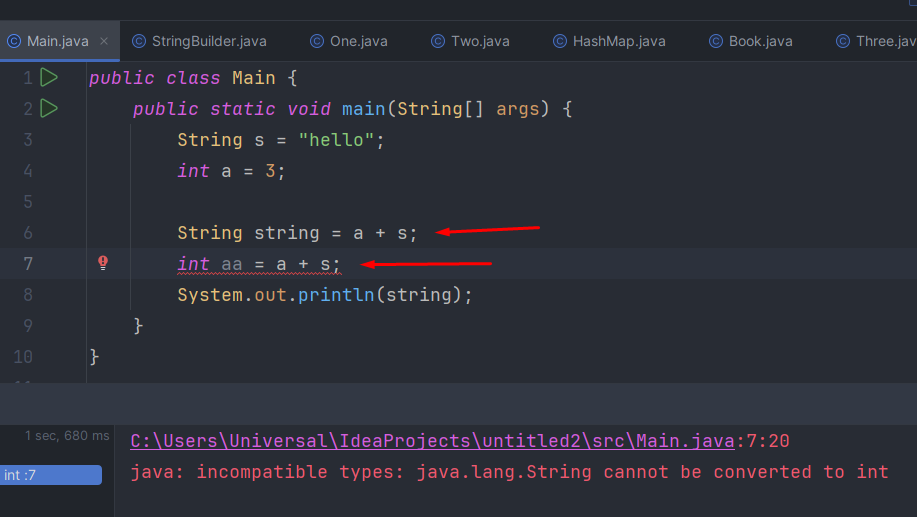 Main.java × StringBuilder.java One.java Two.java HashMap.java Book.java Three.jav
1 public class Main {
2 public static void main(String[] args) {
3 String s = "hello";
4 int a = 3;
5
6 String string = a + s;
7 int aa = a + s;
8 System.out.println(string);
9 }
10 }
1 sec, 680 ms C:\Users\Universal\IdeaProjects\untitled2\src\Main.java:7:20
int :7 java: incompatible types: java.lang.String cannot be converted to int